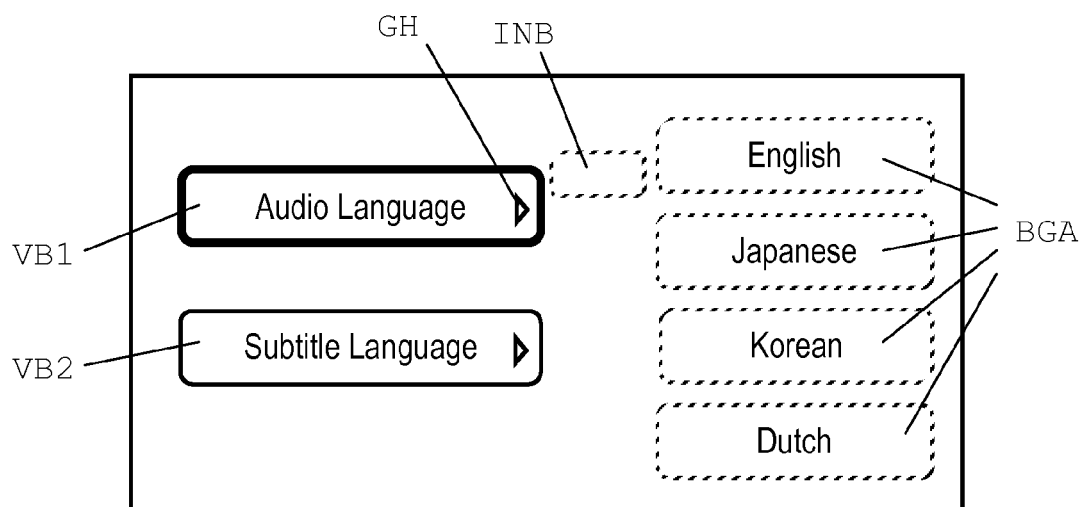 GH
INB
English
Audio Language
VB1
Japanese
BGA
Subtitle Language
Korean
VB2
Dutch